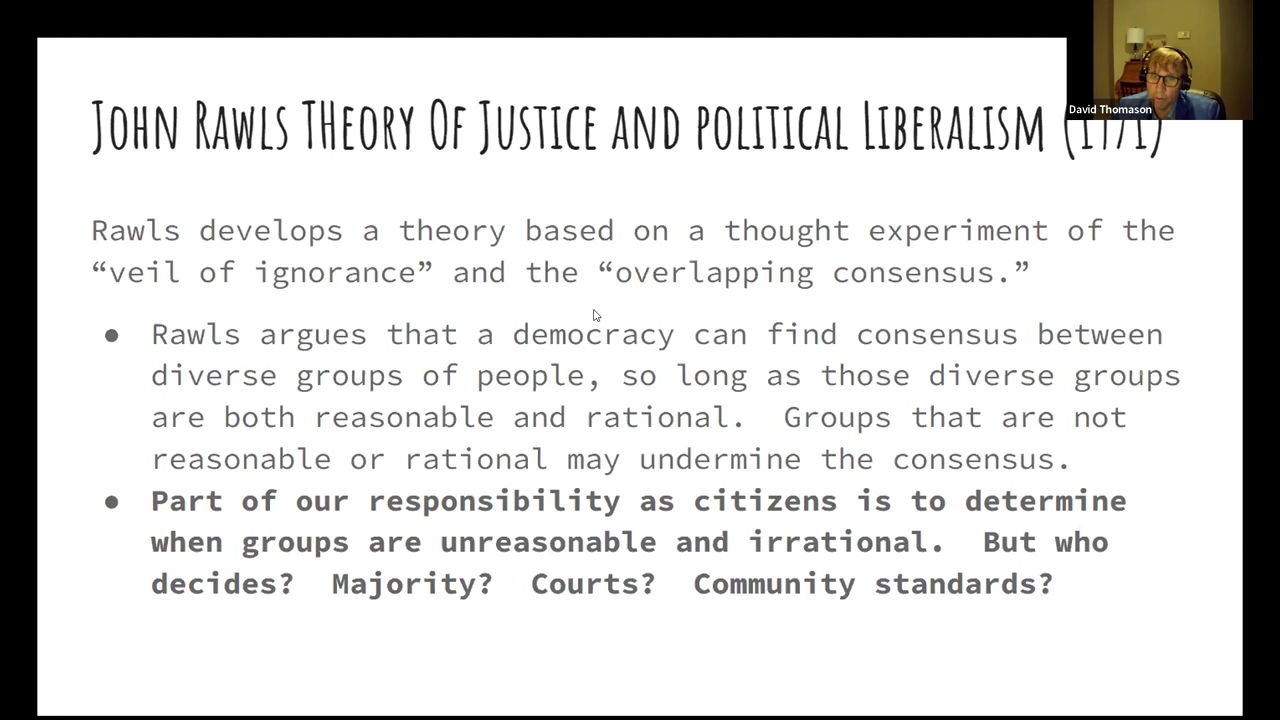 John Rawls Theory Of Justice and political Liberalism (1971)
David Thomason
Rawls develops a theory based on a thought experiment of the
“veil of ignorance” and the “overlapping consensus.”
● Rawls argues that a democracy can find consensus between
diverse groups of people, so long as those diverse groups
are both reasonable and rational. Groups that are not
reasonable or rational may undermine the consensus.
● Part of our responsibility as citizens is to determine
when groups are unreasonable and irrational. But who
decides? Majority? Courts? Community standards?